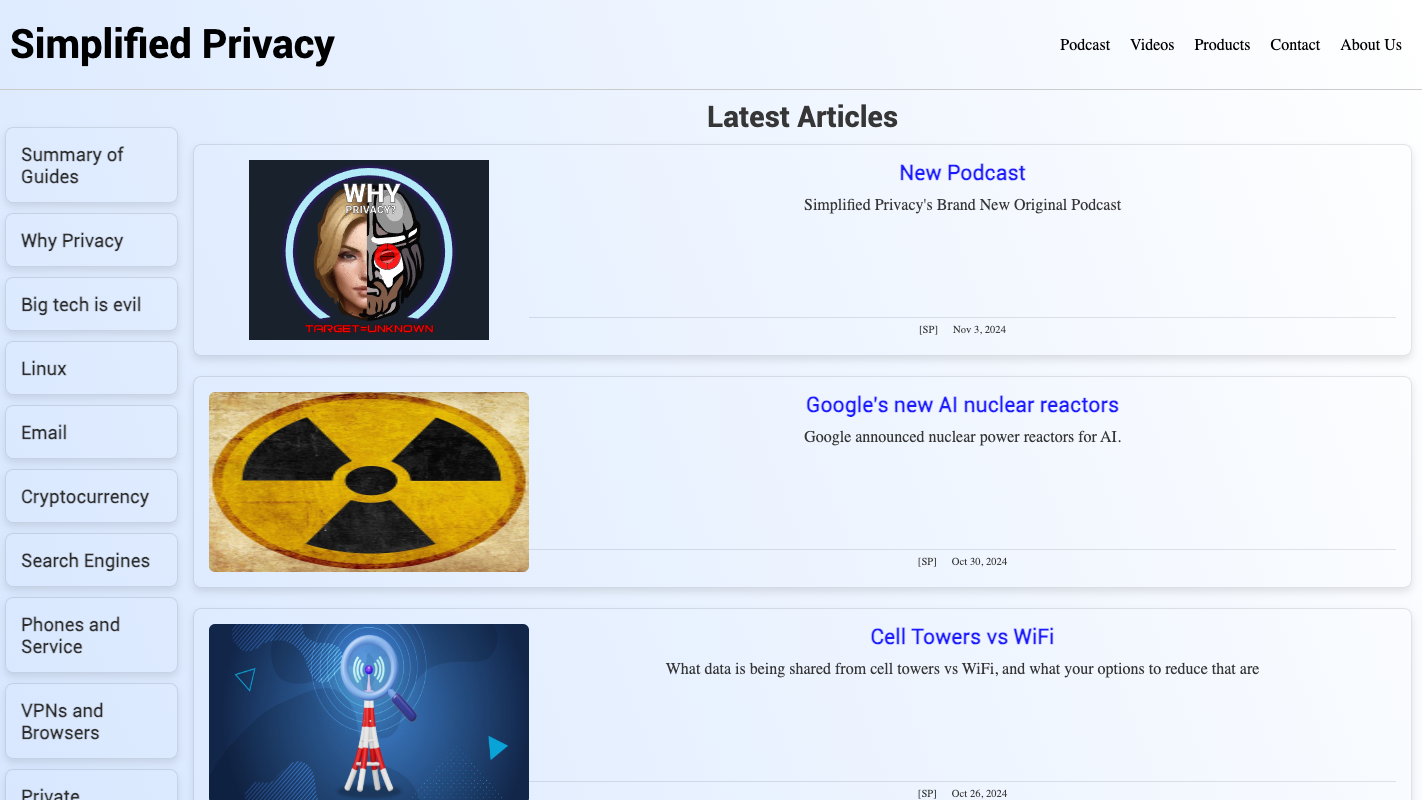 Simplified Privacy
Podcast
Videos
Products
Contact
About Us
Summary of
Guides
Why Privacy
Big tech is evil
Linux
Email
Cryptocurrency
Search Engines
Phones and
Service
VPNs and
Browsers
Private
Latest Articles
WHY
PRIVACY?
TARGET=UNKNOWN
New Podcast
Simplified Privacy's Brand New Original Podcast
[SP] Nov 3, 2024
Google's new AI nuclear reactors
Google announced nuclear power reactors for AI.
[SP] Oct 30, 2024
Cell Towers vs WiFi
What data is being shared from cell towers vs WiFi, and what your options to reduce that are
[SP] Oct 26, 2024